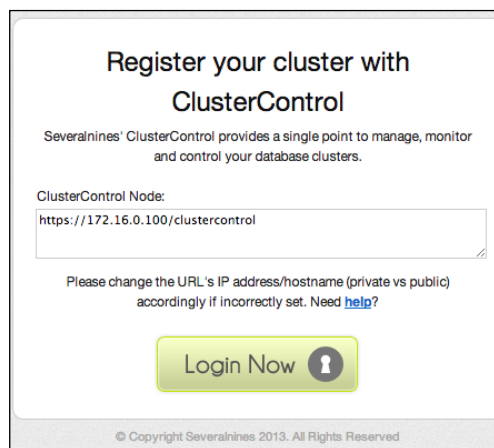 Register your cluster with
ClusterControl
Severalnines' ClusterControl provides a single point to manage, monitor
and control your database clusters.
ClusterControl Node:
https://172.16.0.100/clustercontrol
Please change the URL's IP address/hostname (private vs public)
accordingly if incorrectly set. Need help?
Login Now
© Copyright Severalnines 2013. All Rights Reserved